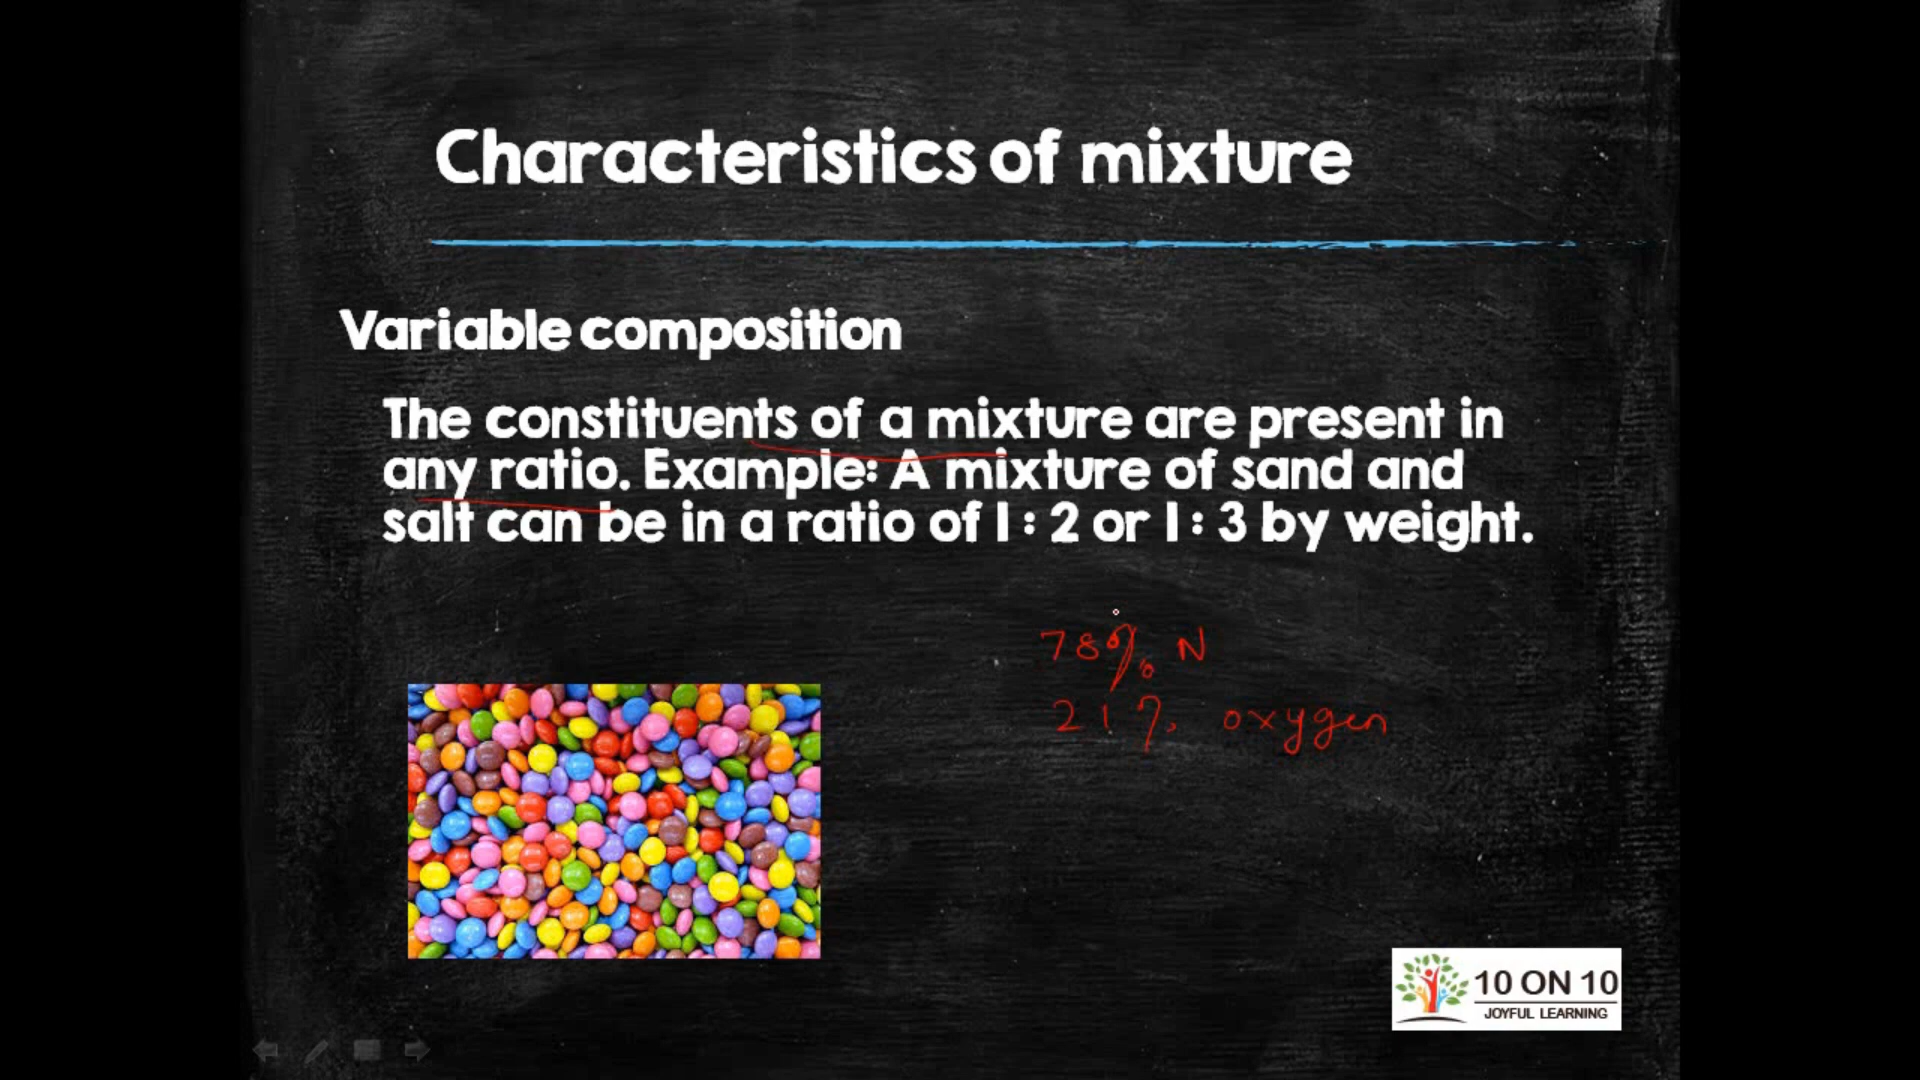 Characteristics of mixture
Variable composition
The constituents of a mixture are present in
any ratio. Example: A mixture of sand and
salt can be in a ratio of 1 : 2 or 1 : 3 by weight.
78% N
21% oxygen
10 ON 10
JOYFUL LEARNING